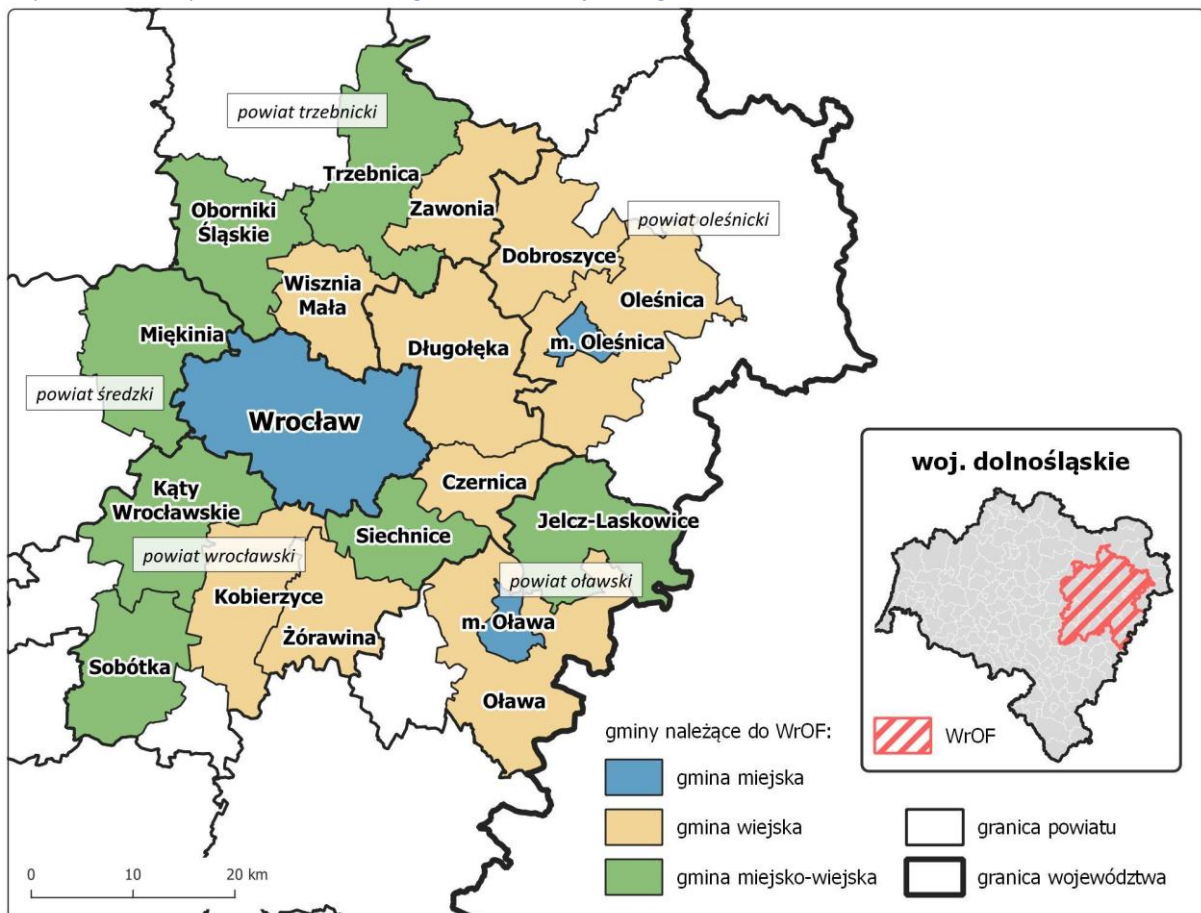 powiat trzebnicki
Trzebnica
Oborniki
Śląskie
Zawonia
powiat oleśnicki
Dobroszyce
Wisznia
Mała
Oleśnica
Miękinia
Długołęka
m. Oleśnica
powiat średzki
Wrocław
Czernica
Kąty
Wrocławskie
Siechnice
Jelcz-Laskowice
powiat wrocławski
powiat oławski
Kobierzyce
m. Oława
Żórawina
Sobótka
Oława
woj. dolnośląskie
WrOF
gminy należące do WrOF:
gmina miejska
gmina wiejska
gmina miejsko-wiejska
granica powiatu
granica województwa
0 10 20 km